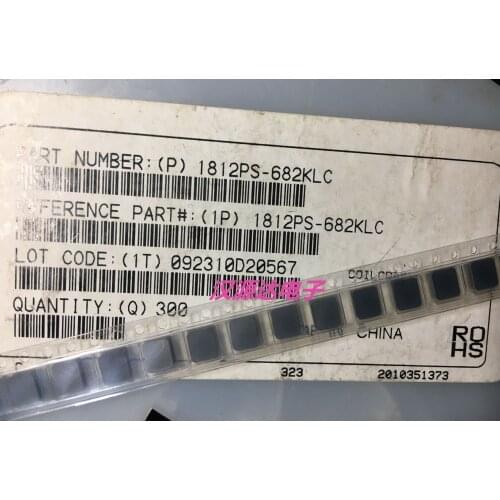 PART NUMBER:(P) 1812PS-682KLC
REFERENCE PART#:(1P) 1812PS-682KLC
LOT CODE:(1T) 092310D20567
汉源达电子
QUANTITY:(Q) 300
CHINA
RO
HS
323
2010351373